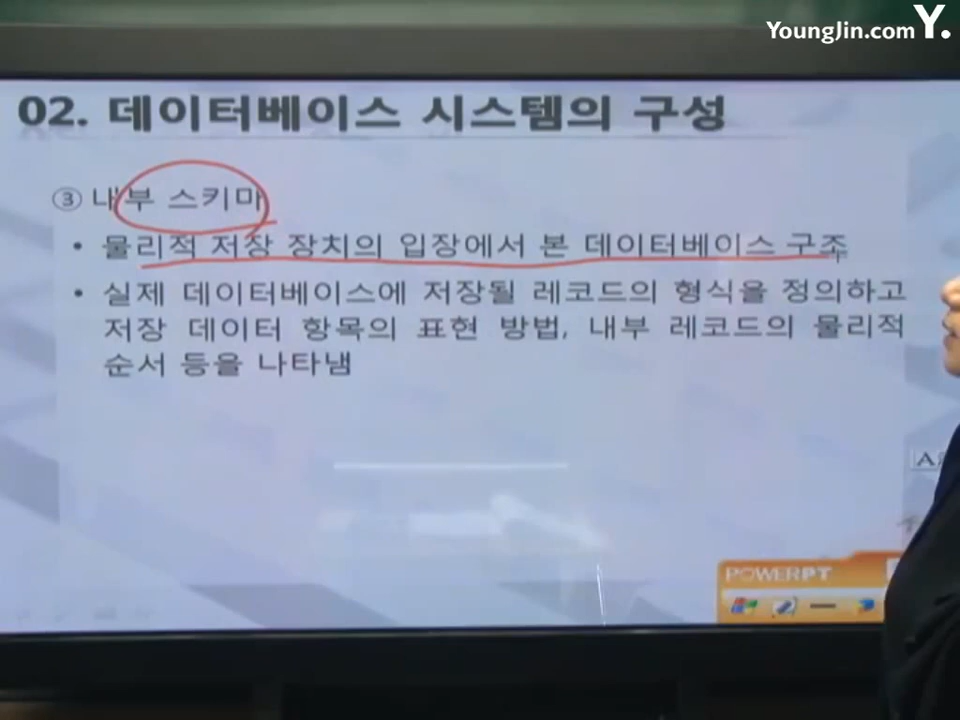 YoungJin.com Y.
02. 데이터베이스 시스템의 구성
③ 내부 스키마
• 물리적 저장 장치의 입장에서 본 데이터베이스 구조
• 실제 데이터베이스에 저장될 레코드의 형식을 정의하고
저장 데이터 항목의 표현 방법, 내부 레코드의 물리적
순서 등을 나타냄
A
POWERPT